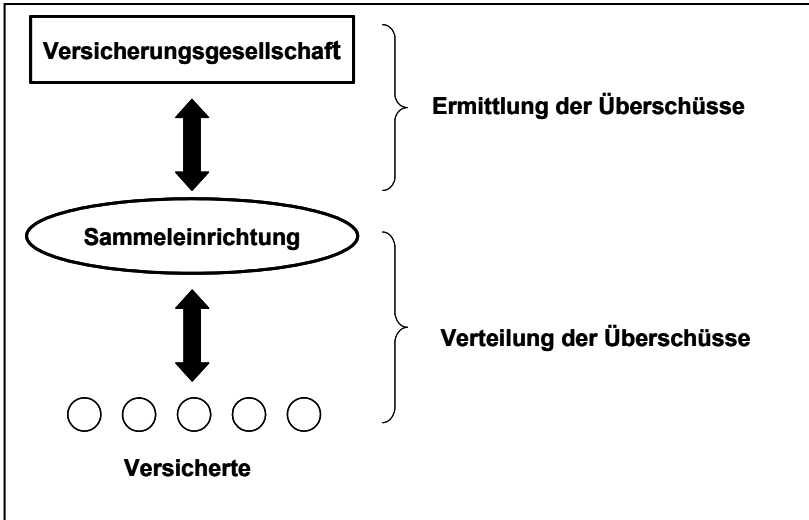 Versicherungsgesellschaft
Ermittlung der Überschüsse
Sammeleinrichtung
Verteilung der Überschüsse
Versicherte